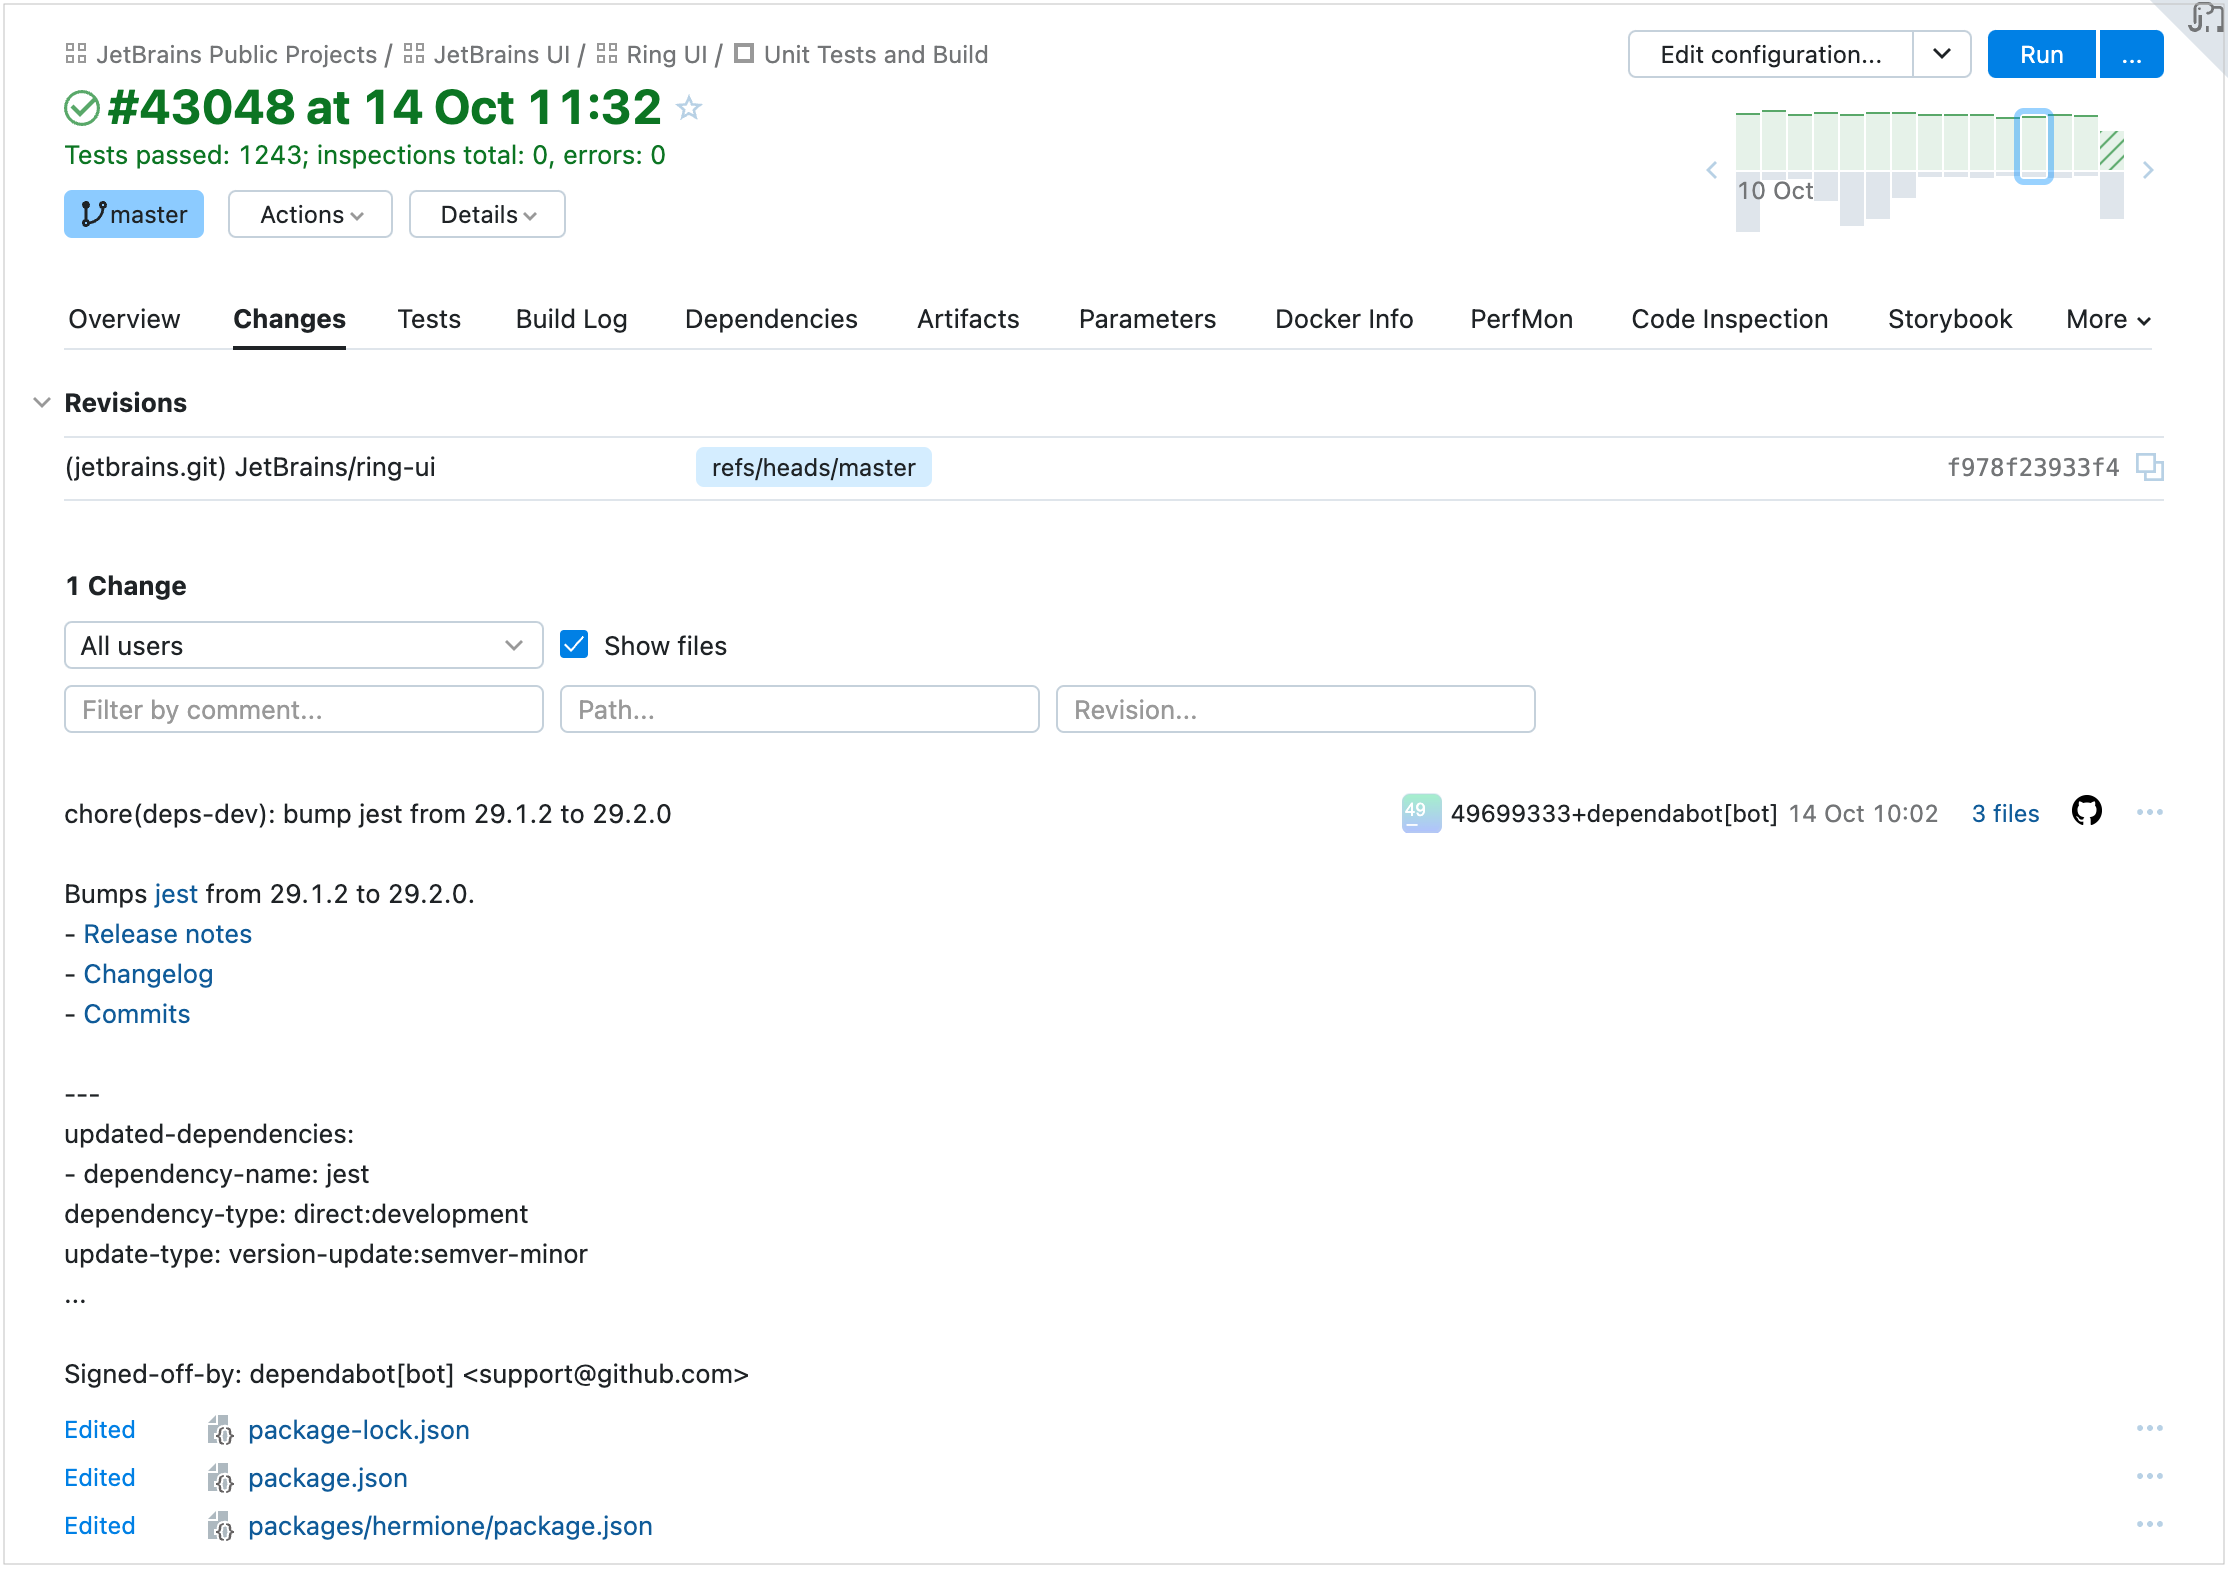 JetBrains Public Projects / JetBrains UI / Ring UI / Unit Tests and Build
Edit configuration...
Run
...
#43048 at 14 Oct 11:32
Tests passed: 1243; inspections total: 0, errors: 0
10 Oct
master
Actions
Details
Overview
Changes
Tests
Build Log
Dependencies
Artifacts
Parameters
Docker Info
PerfMon
Code Inspection
Storybook
More
Revisions
(jetbrains.git) JetBrains/ring-ui
refs/heads/master
f978f23933f4
1 Change
All users
Show files
Filter by comment...
Path...
Revision...
chore(deps-dev): bump jest from 29.1.2 to 29.2.0
49
49699333+dependabot[bot]
14 Oct 10:02
3 files
Bumps jest from 29.1.2 to 29.2.0.
- Release notes
- Changelog
- Commits
---
updated-dependencies:
- dependency-name: jest
dependency-type: direct:development
update-type: version-update:semver-minor
...
Signed-off-by: dependabot[bot] <support@github.com>
Edited package-lock.json
Edited package.json
Edited packages/hermione/package.json